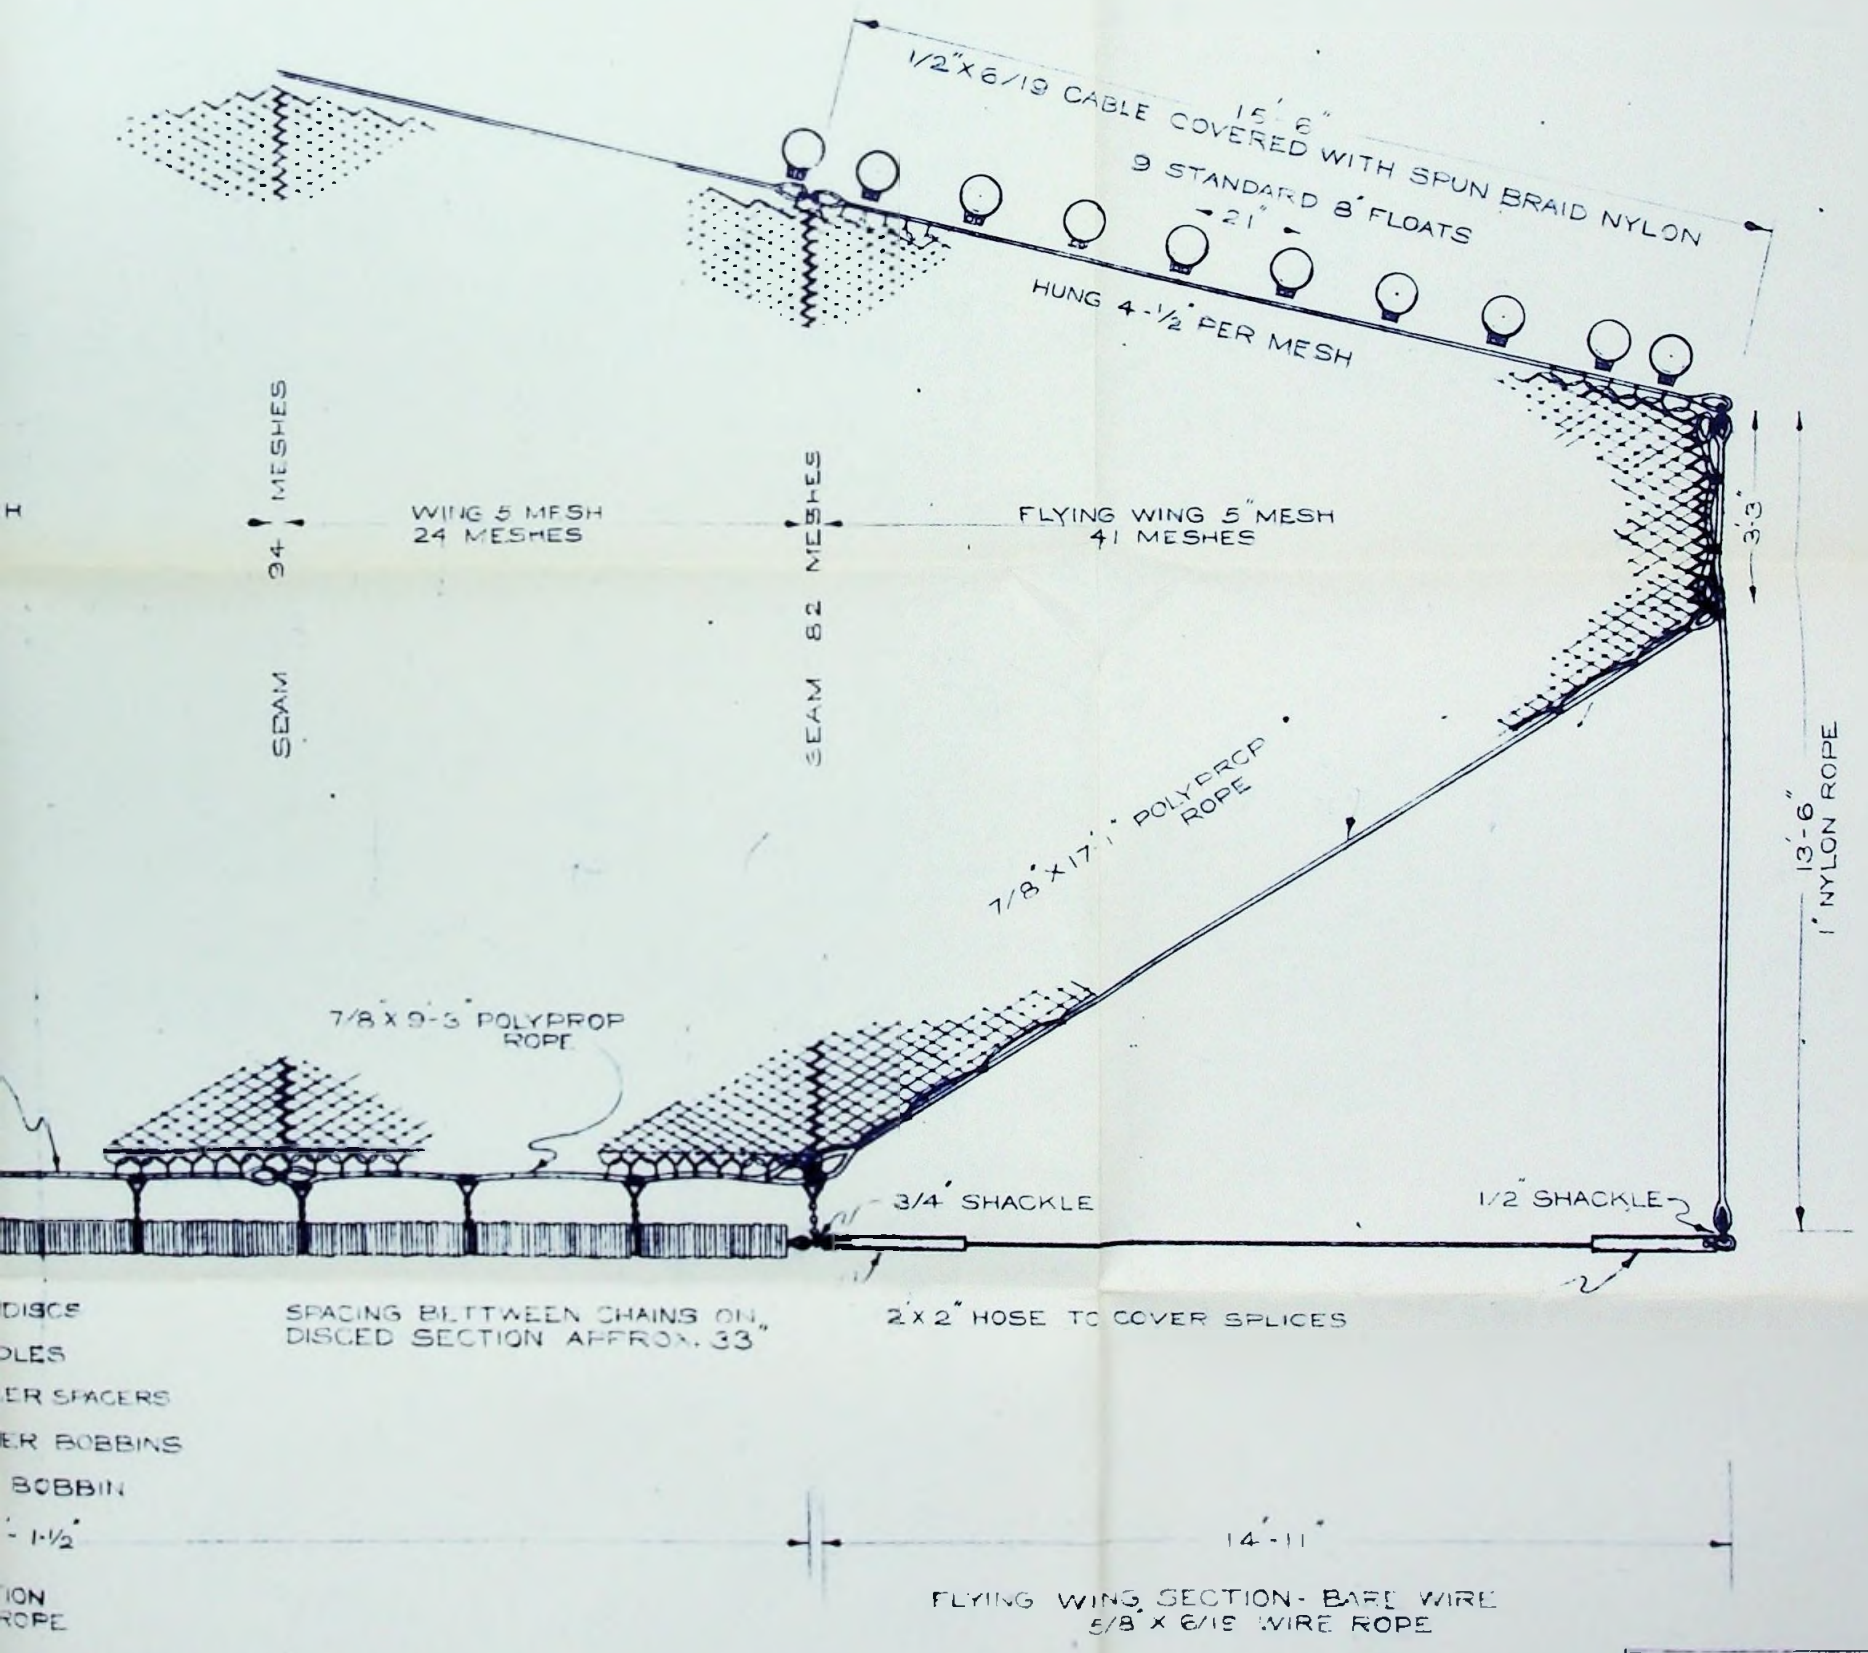 15'-6"
1/2" X 6/19 CABLE COVERED WITH SPUN BRAID NYLON
9 STANDARD 8" FLOATS
21"
HUNG 4-1/2" PER MESH
H
SEAM 94 MESHES
WING 5 MESH
24 MESHES
SEAM 82 MESHES
FLYING WING 5" MESH
41 MESHES
3'-3"
13'-6"
1" NYLON ROPE
7/8" X 17'-1" POLYPROP
ROPE
7/8 X 9'-3" POLYPROP
ROPE
3/4" SHACKLE
1/2" SHACKLE
DISCS
SPACING BETTWEEN CHAINS ON
DISCED SECTION APPROX. 33"
2' X 2" HOSE TO COVER SPLICES
BOBBINS
SPACERS
BOBBIN
1-1/2"
14'-11"
FLYING WING SECTION - BARE WIRE
5/8" X 6/19 WIRE ROPE
ROPE